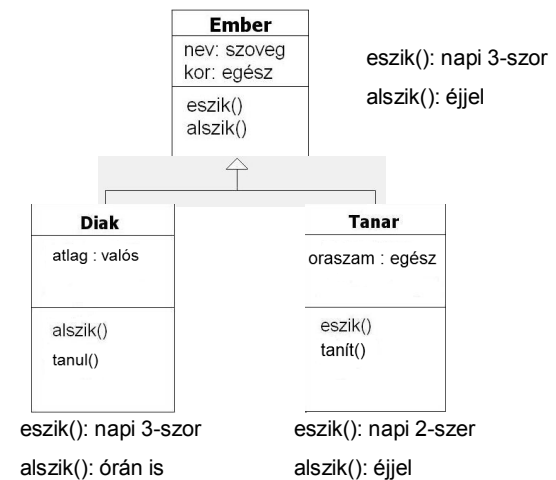 Ember
nev: szoveg
kor: egész
eszik()
alszik()
eszik(): napi 3-szor
alszik(): éjjel
Diak
atlag : valós
alszik()
tanul()
eszik(): napi 3-szor
alszik(): órán is
Tanar
oraszam : egész
eszik()
tanít()
eszik(): napi 2-szer
alszik(): éjjel